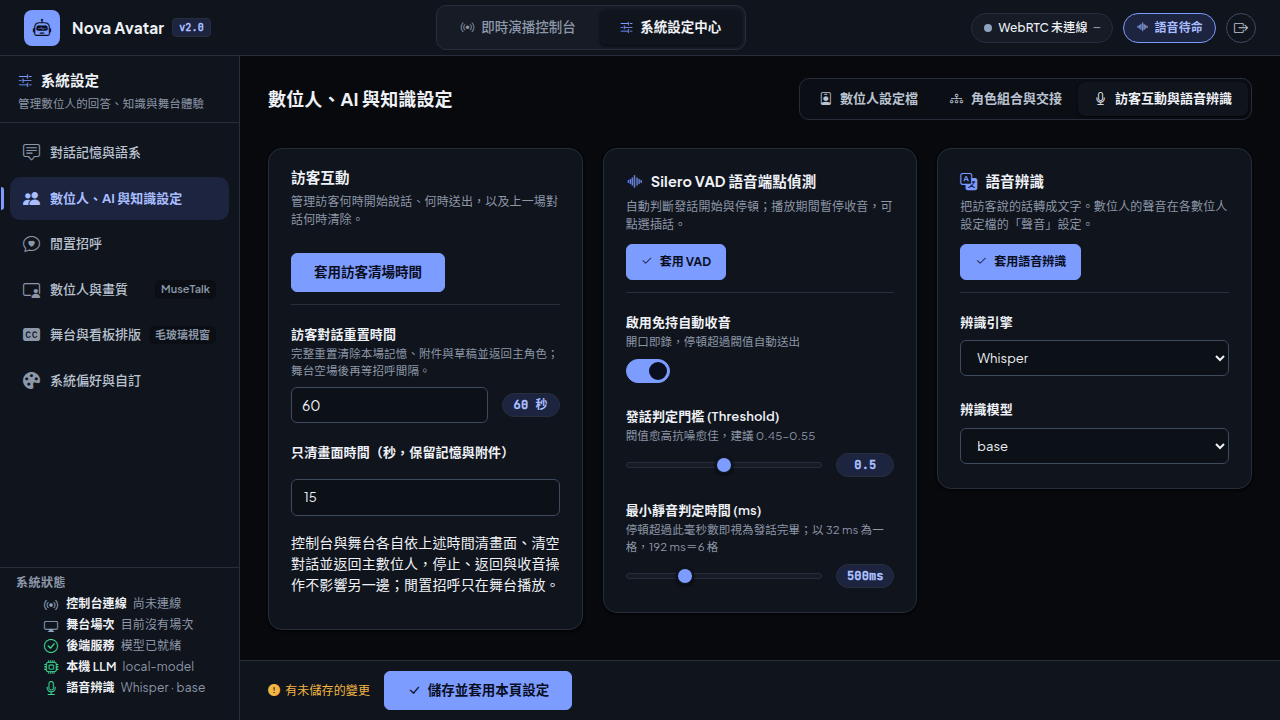 Nova Avatar v2.0
即時演播控制台
系統設定中心
WebRTC 未連線 –
語音待命
系統設定
管理數位人的回答、知識與舞台體驗
對話記憶與語系
數位人、AI 與知識設定
閒置招呼
數位人與畫質 MuseTalk
舞台與看板排版 毛玻璃視窗
系統偏好與自訂
系統狀態
控制台連線 尚未連線
舞台場次 目前沒有場次
後端服務 模型已就緒
本機 LLM local-model
語音辨識 Whisper · base
數位人、AI 與知識設定
數位人設定檔
角色組合與交接
訪客互動與語音辨識
訪客互動
管理訪客何時開始說話、何時送出，以及上一場對
話何時清除。
套用訪客清場時間
訪客對話重置時間
完整重置清除本場記憶、附件與草稿並返回主角色；
舞台空場後再等招呼間隔。
60
60 秒
只清畫面時間（秒，保留記憶與附件）
15
控制台與舞台各自依上述時間清畫面、清空
對話並返回主數位人，停止、返回與收音操
作不影響另一邊；閒置招呼只在舞台播放。
Silero VAD 語音端點偵測
自動判斷發話開始與停頓；播放期間暫停收音，可
點選插話。
套用 VAD
啟用免持自動收音
開口即錄，停頓超過閥值自動送出
發話判定門檻 (Threshold)
閥值愈高抗噪愈佳，建議 0.45–0.55
0.5
最小靜音判定時間 (ms)
停頓超過此毫秒數即視為發話完畢；以 32 ms 為一
格，192 ms＝6 格
500ms
語音辨識
把訪客說的話轉成文字。數位人的聲音在各數位人
設定檔的「聲音」設定。
套用語音辨識
辨識引擎
Whisper
辨識模型
base
有未儲存的變更
儲存並套用本頁設定